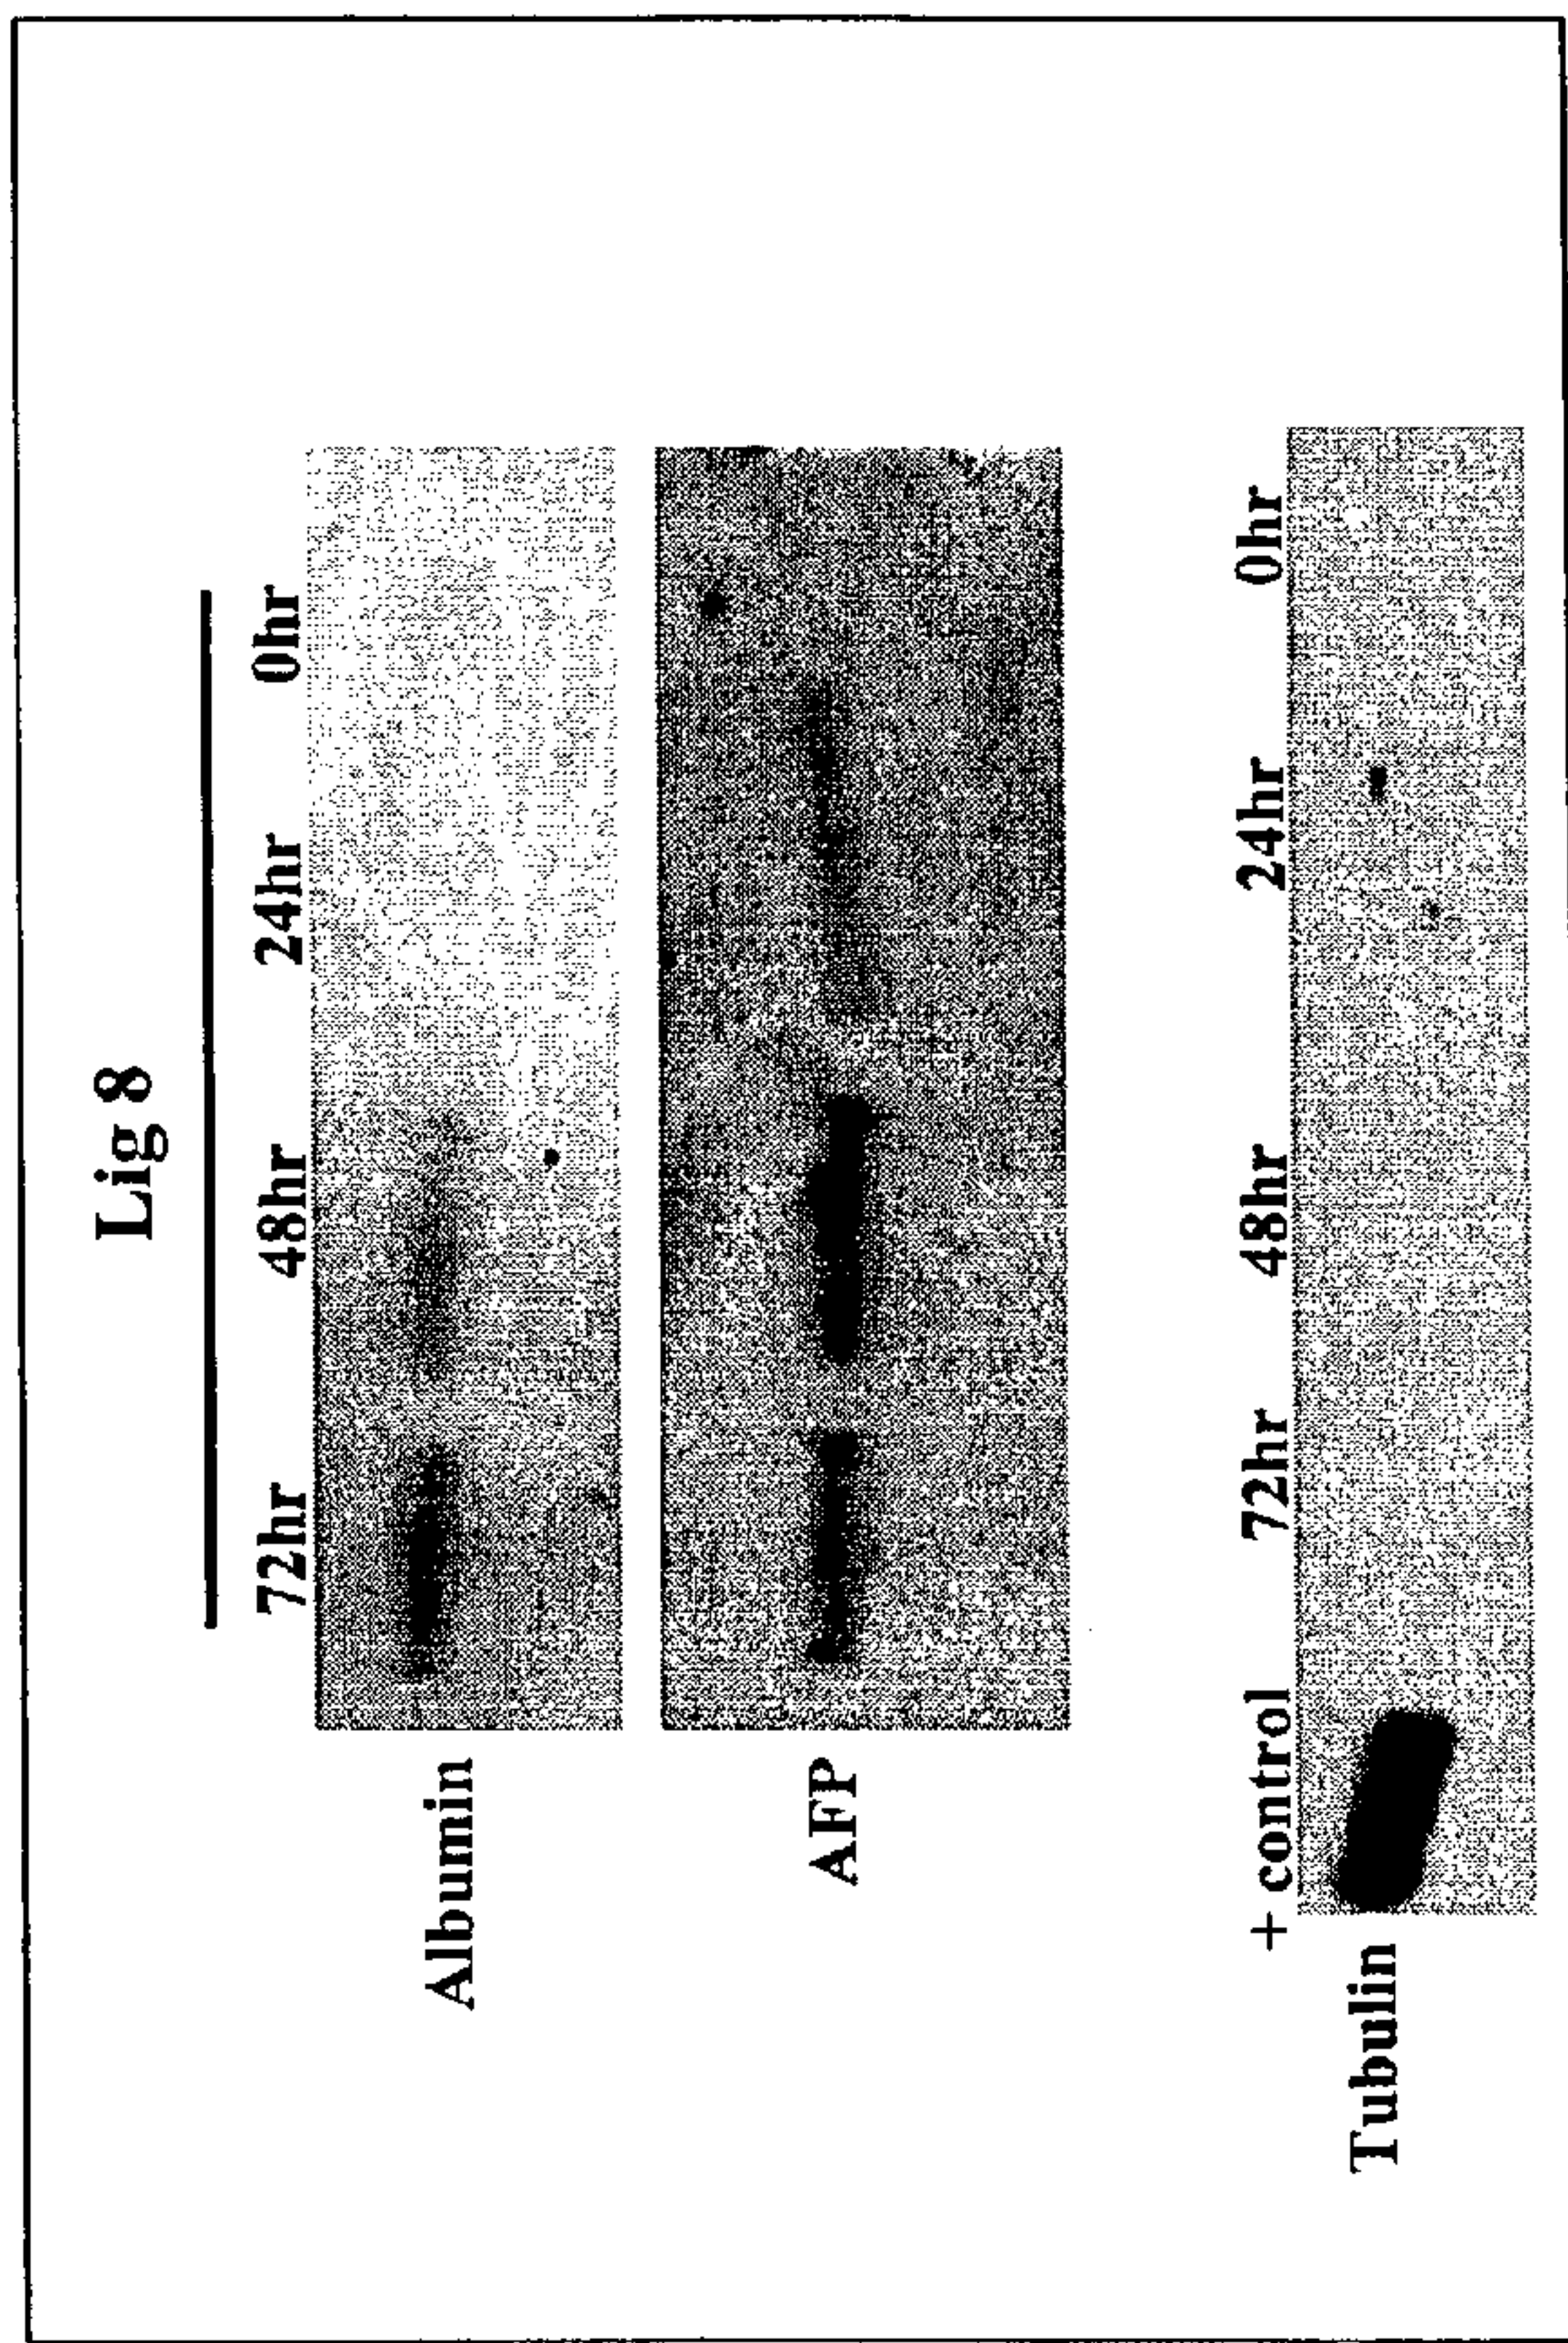 Lig 8
72hr 48hr 24hr 0hr
Albumin
AFP
+ control 72hr 48hr 24hr 0hr
Tubulin